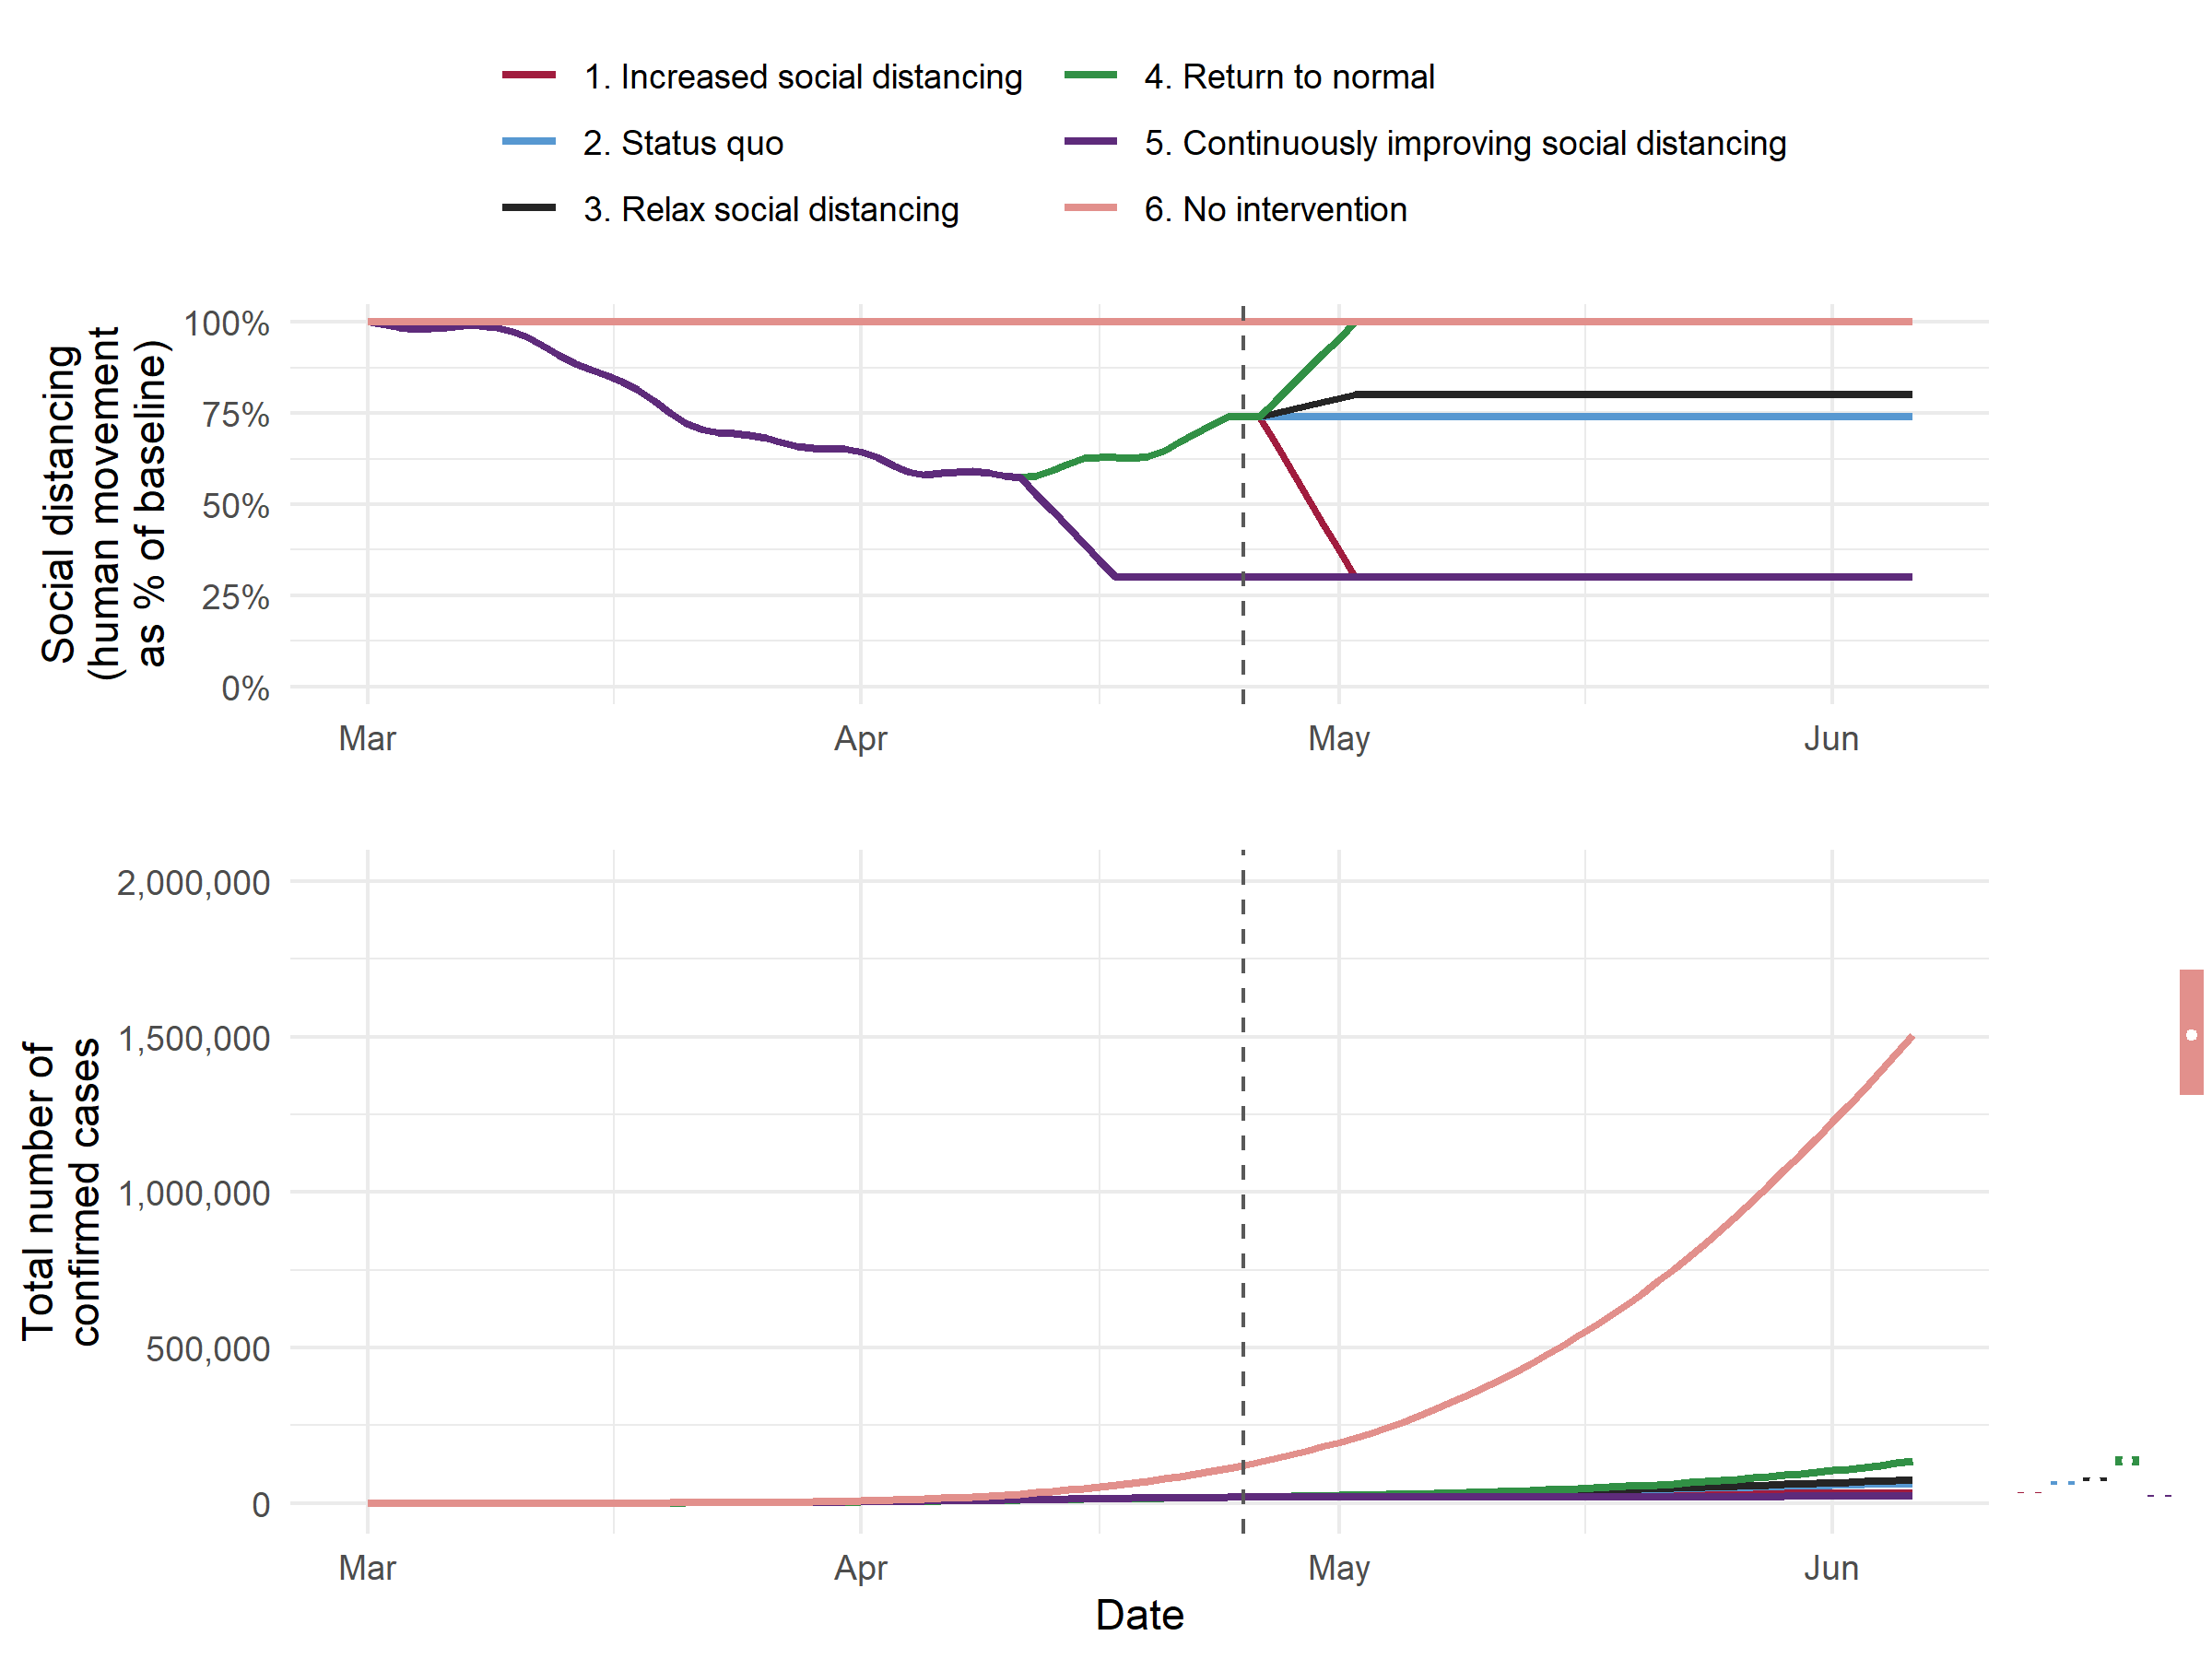 1. Increased social distancing
2. Status quo
3. Relax social distancing
4. Return to normal
5. Continuously improving social distancing
6. No intervention
Social distancing
(human movement
as % of baseline)
100%
75%
50%
25%
0%
Mar
Apr
May
Jun
Total number of
confirmed cases
2,000,000
1,500,000
1,000,000
500,000
0
Mar
Apr
May
Jun
Date